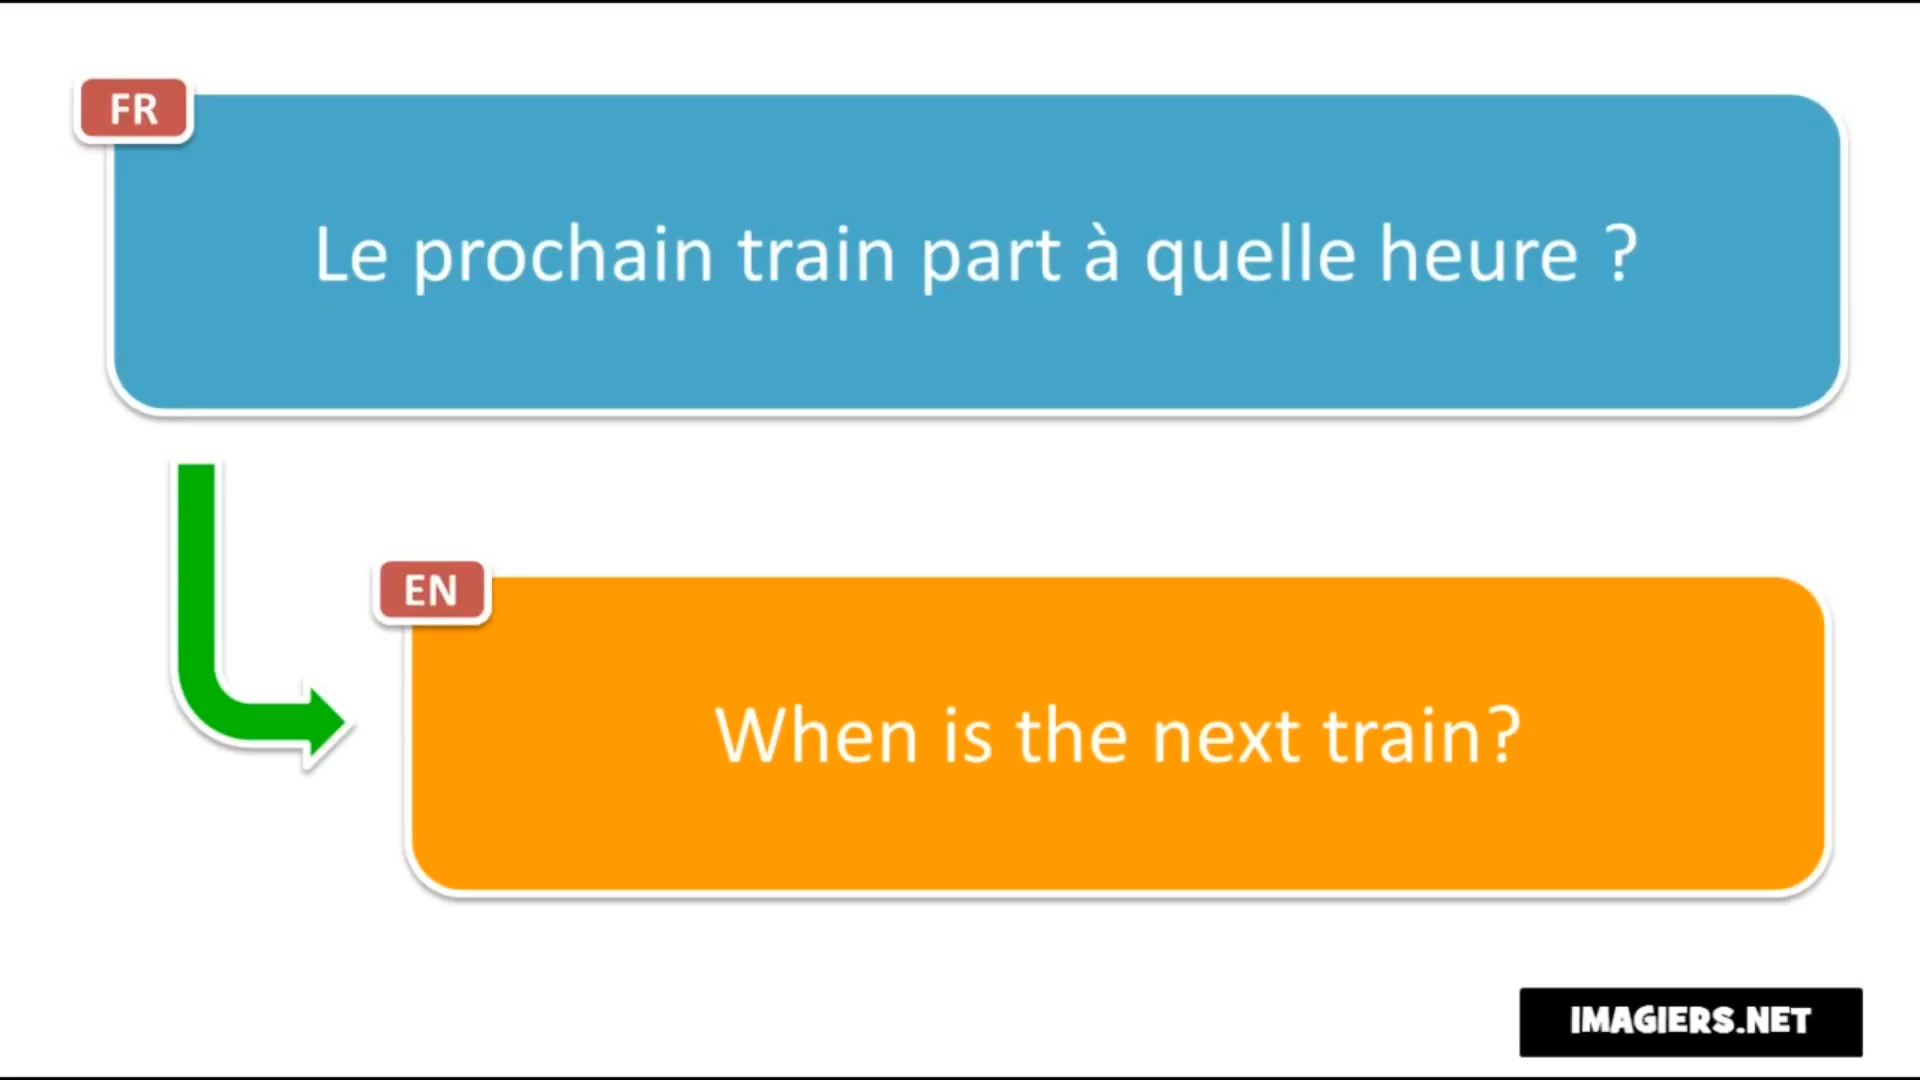 FR
Le prochain train part à quelle heure ?
EN
When is the next train?
IMAGIERS.NET